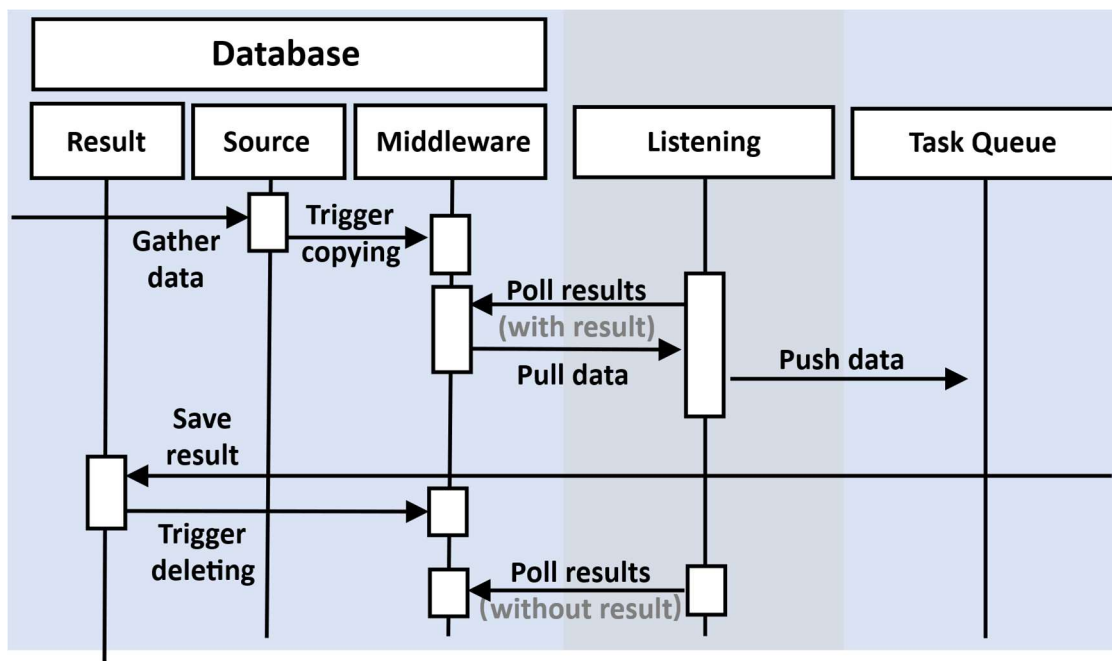 Database
Result
Source
Middleware
Listening
Task Queue
Gather
data
Trigger
copying
Poll results
(with result)
Pull data
Push data
Save
result
Trigger
deleting
Poll results
(without result)